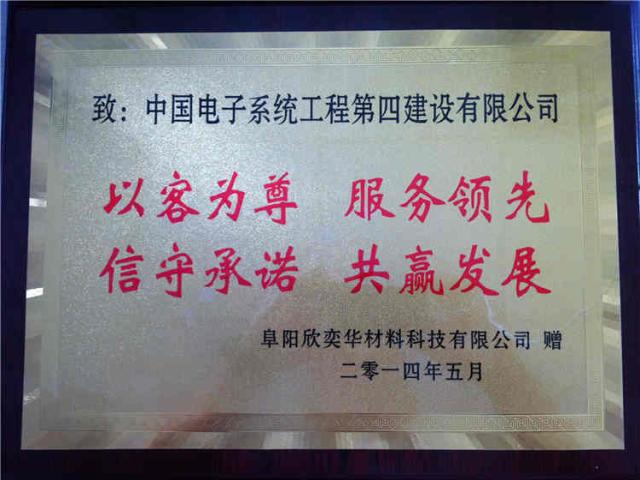 致：中国电子系统工程第四建设有限公司
以客为尊 服务领先
信守承诺 共赢发展
阜阳欣奕华材料科技有限公司 赠
二零一四年五月